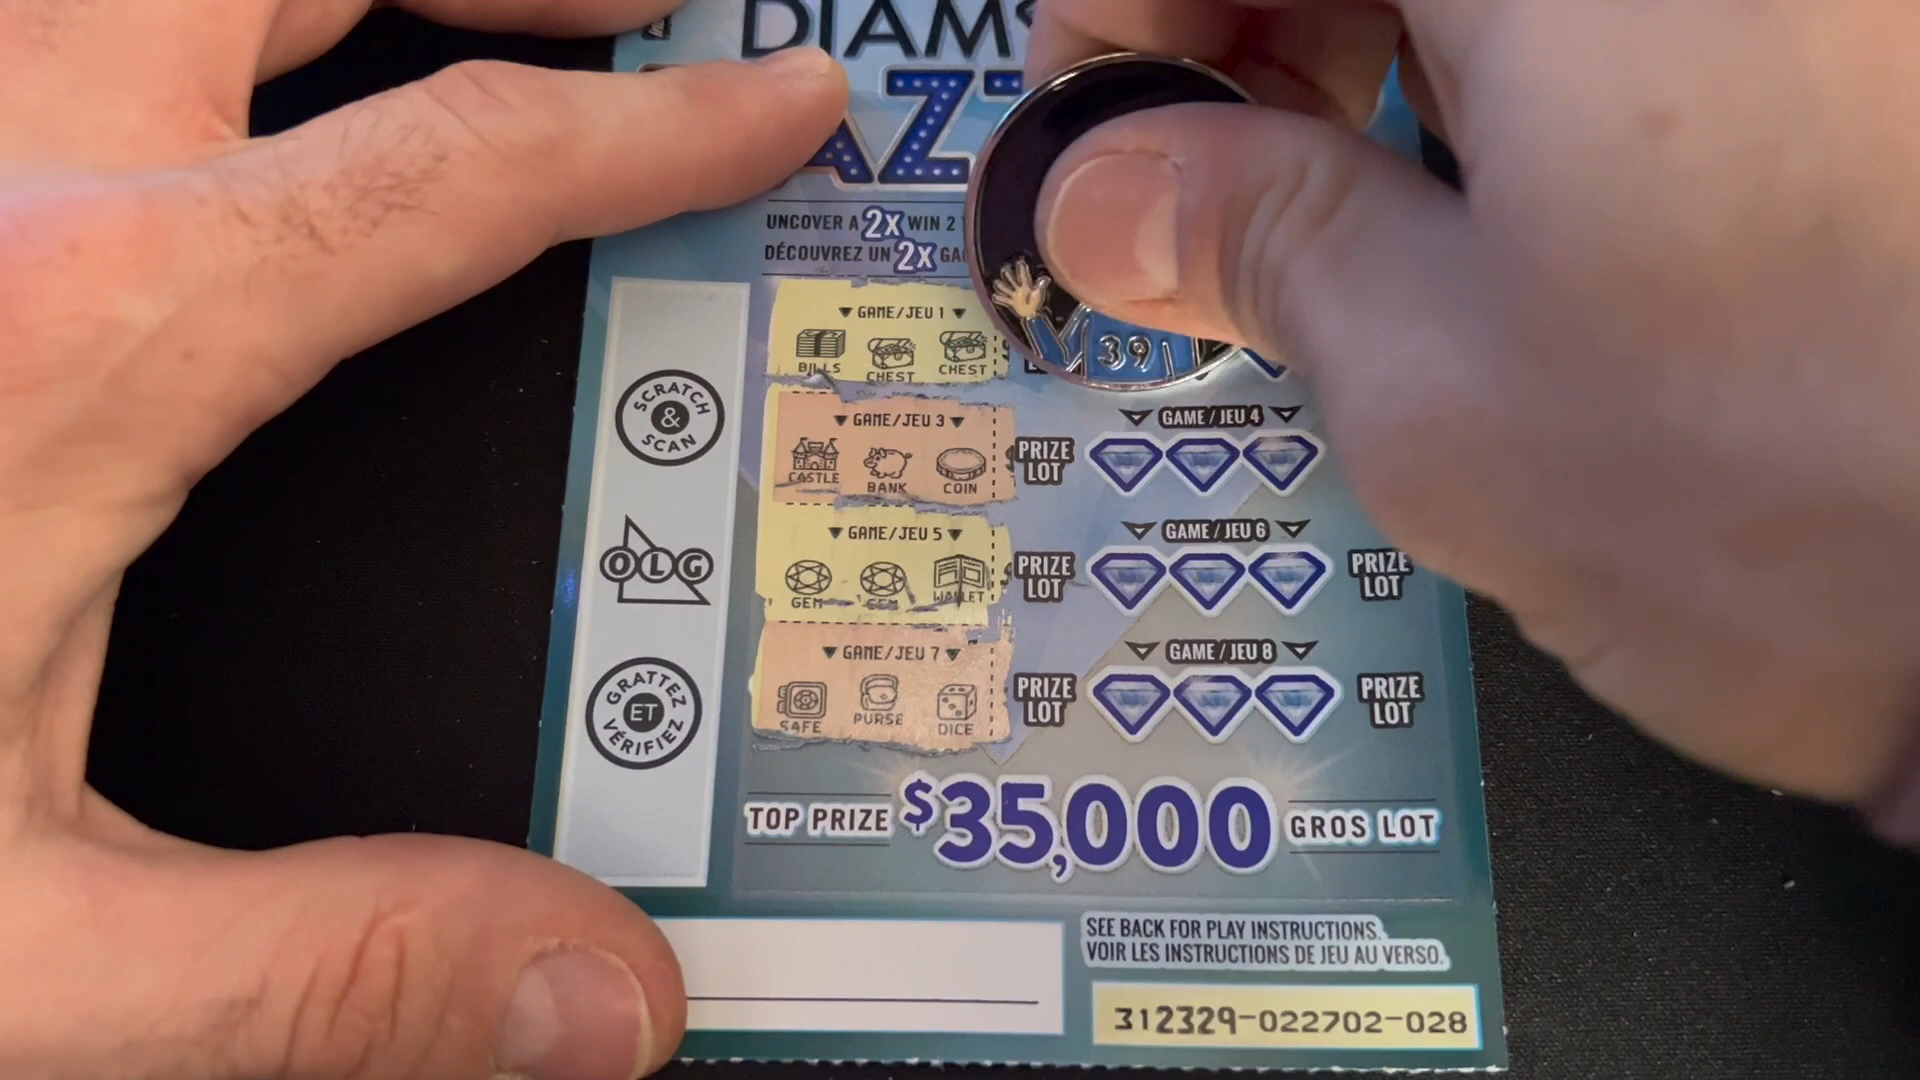 DIAM
AZ
UNCOVER A 2X WIN 2
DÉCOUVREZ UN 2X
GAME/JEU 1
BILLS CHEST CHEST
39
SCRATCH & SCAN
GAME/JEU 3
CASTLE BANK COIN
PRIZE LOT
GAME / JEU 4
OLG
GAME/JEU 5
GEM GEM WALLET
PRIZE LOT
GAME / JEU 6
PRIZE LOT
GRATTEZ ET VÉRIFIEZ
GAME/JEU 7
SAFE PURSE DICE
PRIZE LOT
GAME / JEU 8
PRIZE LOT
TOP PRIZE $35,000 GROS LOT
SEE BACK FOR PLAY INSTRUCTIONS.
VOIR LES INSTRUCTIONS DE JEU AU VERSO.
312329-022702-028